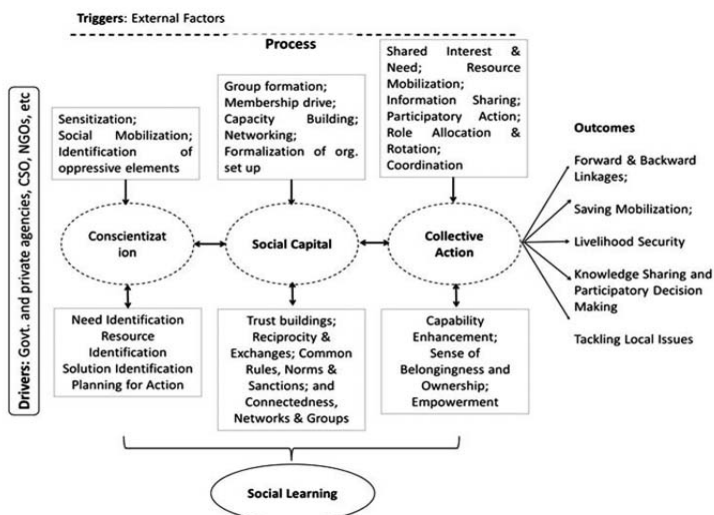 Triggers: External Factors
Process
Drivers: Govt. and private agencies, CSO, NGOs, etc
Sensitization;
Social Mobilization;
Identification of
oppressive elements
Group formation;
Membership drive;
Capacity Building;
Networking;
Formalization of org.
set up
Shared Interest &
Need; Resource
Mobilization;
Information Sharing;
Participatory Action;
Role Allocation &
Rotation;
Coordination
Conscientizat
ion
Social Capital
Collective
Action
Need Identification
Resource
Identification
Solution Identification
Planning for Action
Trust buildings;
Reciprocity &
Exchanges; Common
Rules, Norms &
Sanctions; and
Connectedness,
Networks & Groups
Capability
Enhancement;
Sense of
Belongingness and
Ownership;
Empowerment
Outcomes
Forward & Backward
Linkages;
Saving Mobilization;
Livelihood Security
Knowledge Sharing and
Participatory Decision
Making
Tackling Local Issues
Social Learning